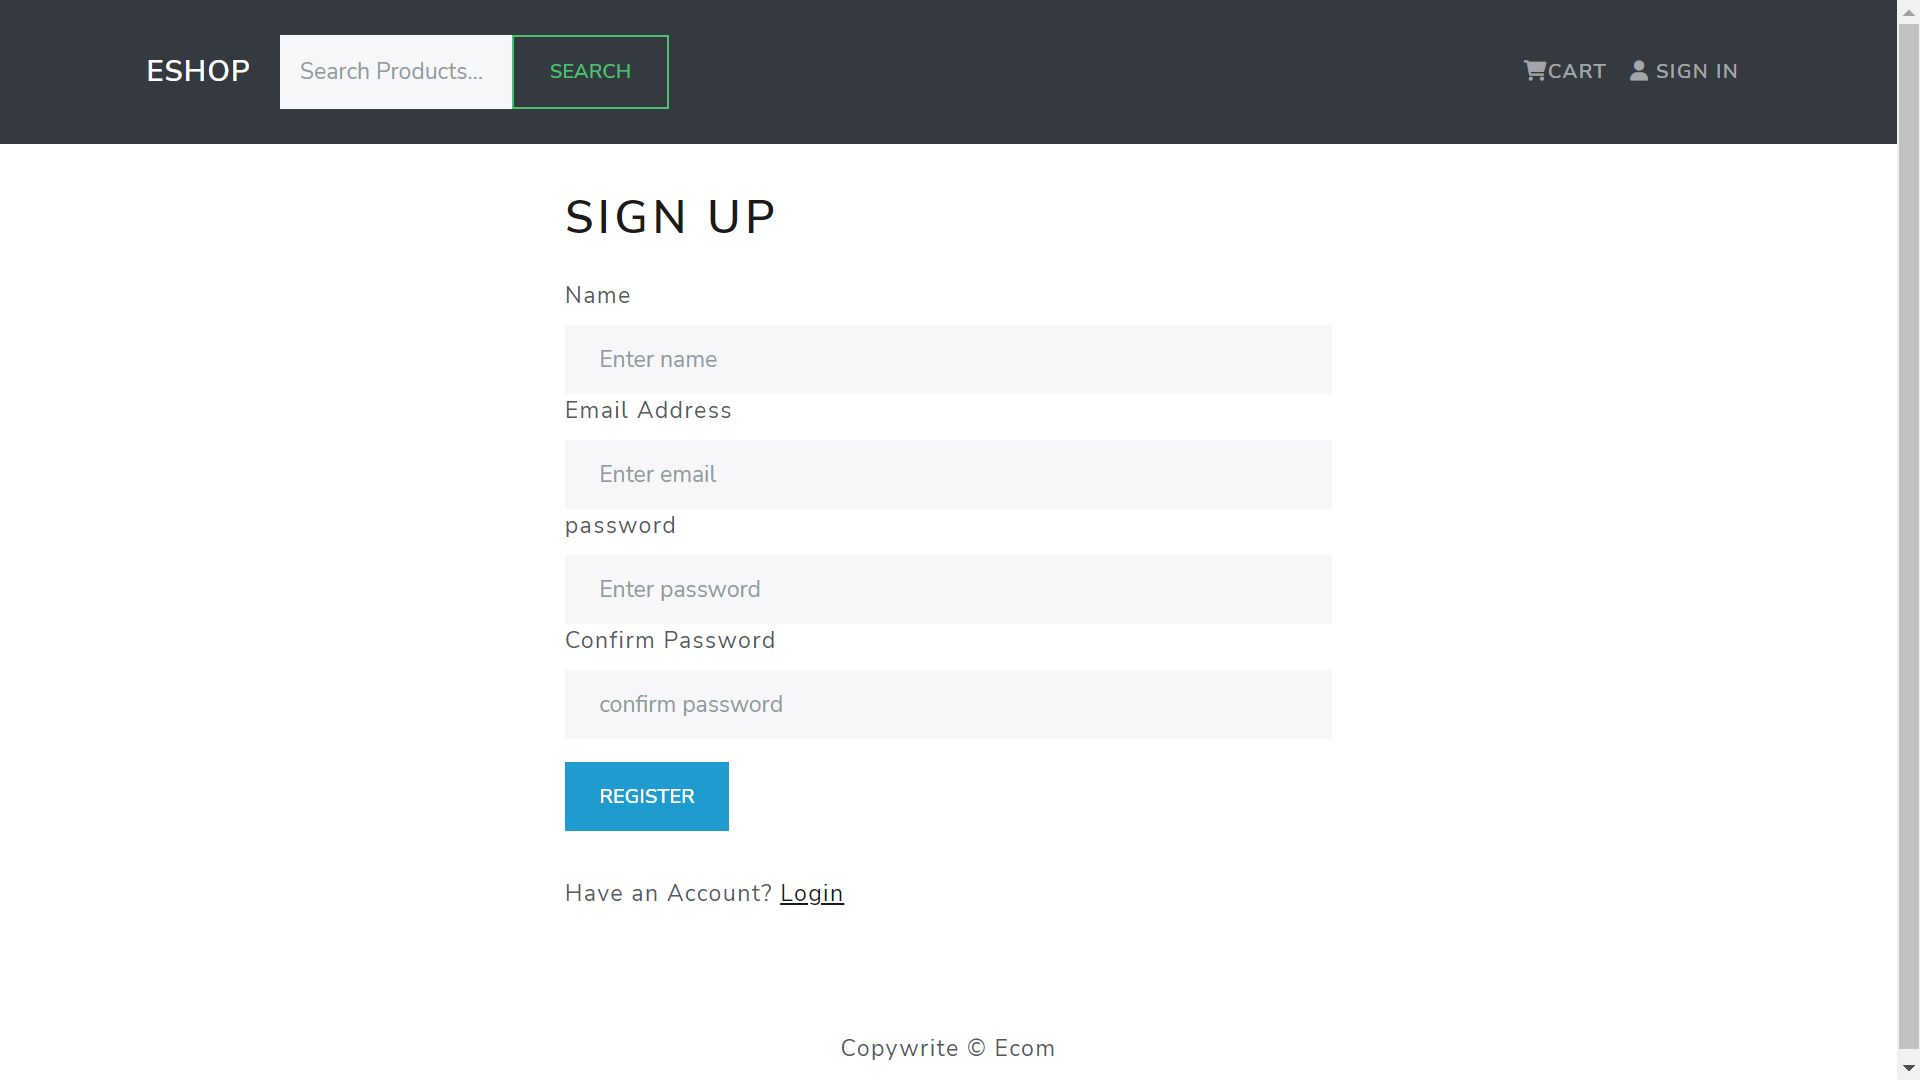 ESHOP Search Products... SEARCH CART SIGN IN
SIGN UP
Name
Enter name
Email Address
Enter email
password
Enter password
Confirm Password
confirm password
REGISTER
Have an Account? Login
Copywrite © Ecom